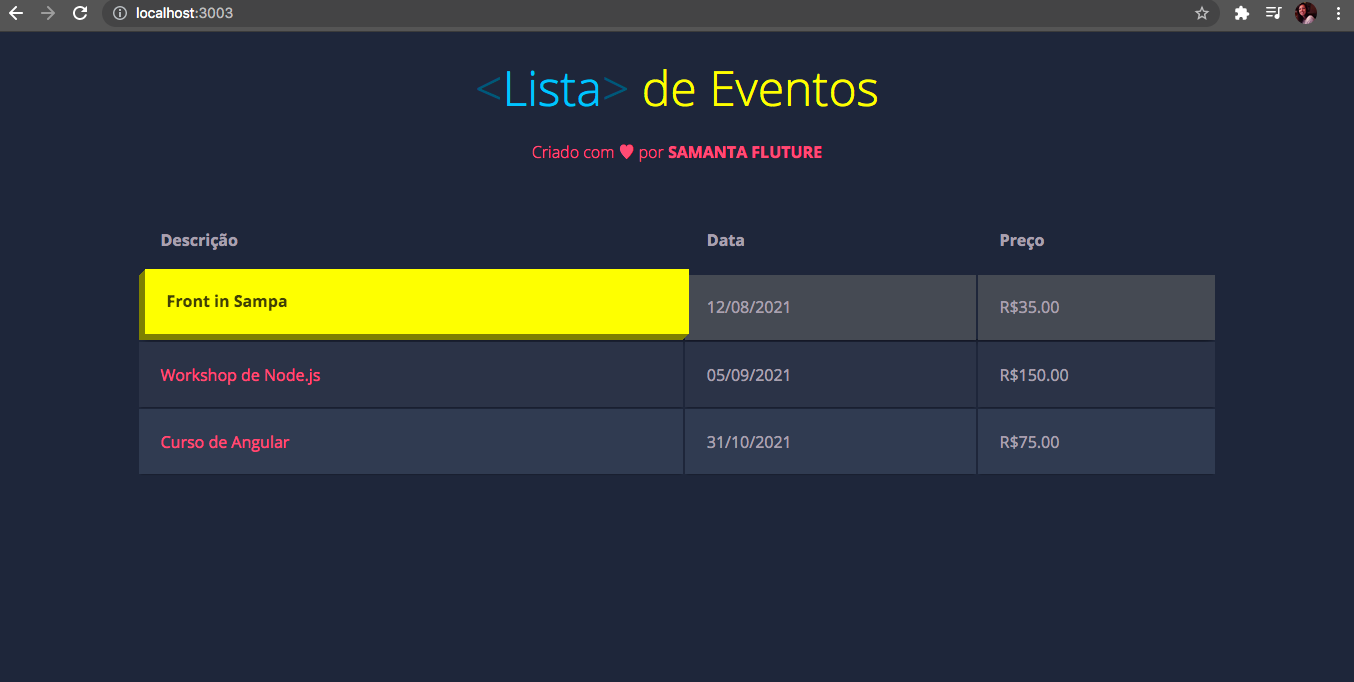 localhost:3003
<Lista> de Eventos
Criado com ♥ por SAMANTA FLUTURE
Descrição Data Preço
Front in Sampa 12/08/2021 R$35.00
Workshop de Node.js 05/09/2021 R$150.00
Curso de Angular 31/10/2021 R$75.00